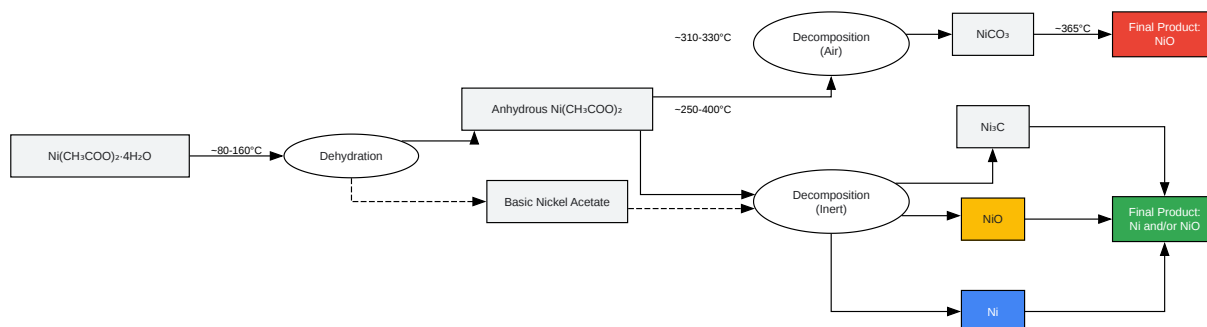 Final Product:
NiO
~365°C
NiCO₃
Decomposition
(Air)
~310-330°C
Anhydrous Ni(CH₃COO)₂
~250-400°C
Ni₃C
Ni(CH₃COO)₂·4H₂O
~80-160°C
Dehydration
Basic Nickel Acetate
Decomposition
(Inert)
NiO
Final Product:
Ni and/or NiO
Ni